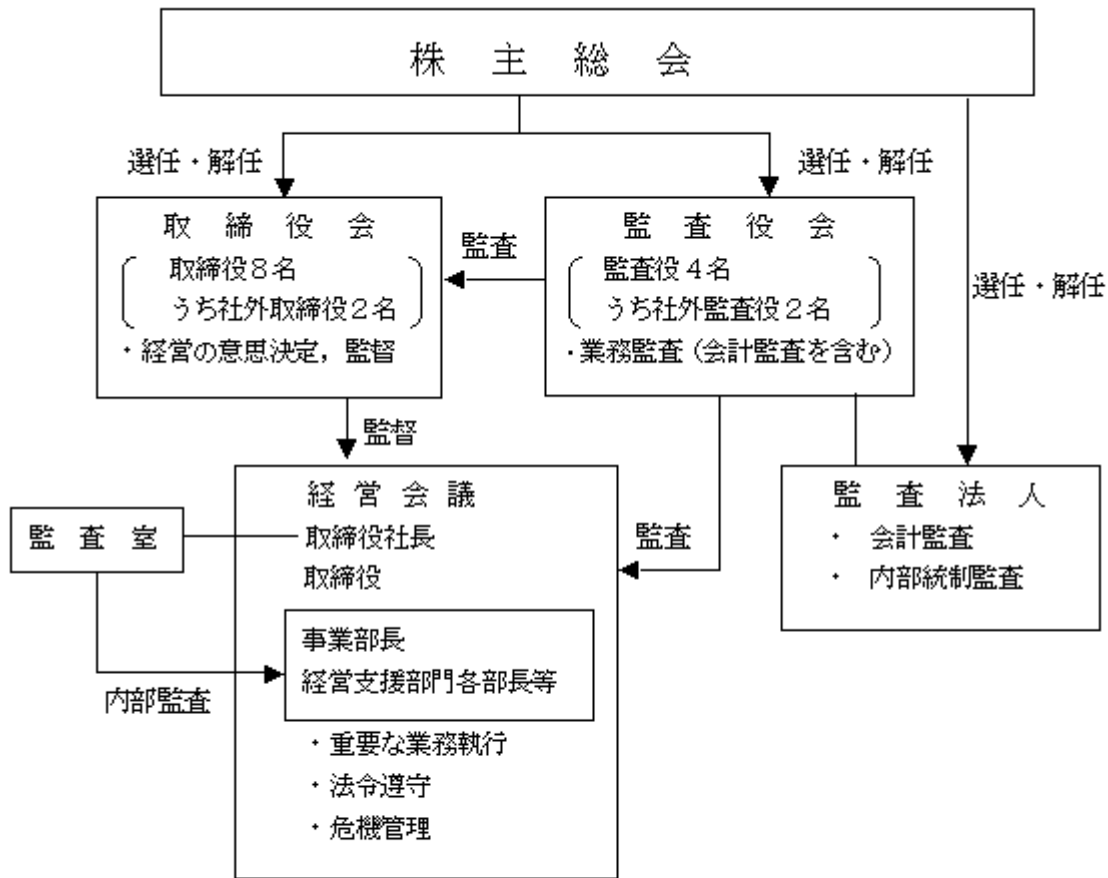 株主総会
選任・解任
選任・解任
選任・解任
取締役会
取締役８名
うち社外取締役２名
・経営の意思決定，監督
監査
監査役会
監査役４名
うち社外監査役２名
・業務監査（会計監査を含む）
監督
監査
経営会議
取締役社長
取締役
事業部長
経営支援部門各部長等
・重要な業務執行
・法令遵守
・危機管理
監査室
内部監査
監査法人
・ 会計監査
・ 内部統制監査